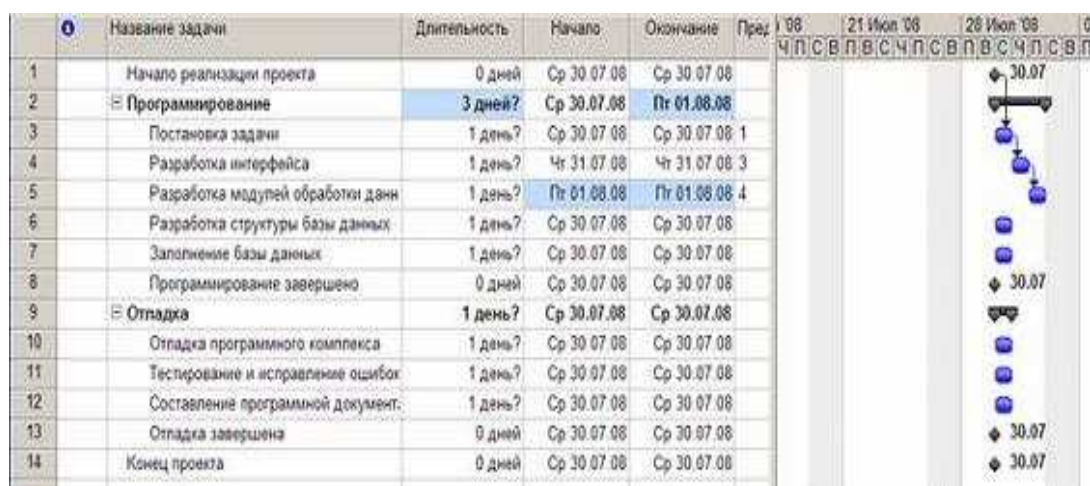 Название задачи Длительность Начало Окончание Пред '08 21 Июл '08 28 Июл '08
Ч П С В П В С Ч П С В П В С Ч П С В П
1 Начало реализации проекта 0 дней Ср 30.07.08 Ср 30.07.08 30.07
2 Программирование 3 дней? Ср 30.07.08 Пт 01.08.08
3 Постановка задачи 1 день? Ср 30.07.08 Ср 30.07.08 1
4 Разработка интерфейса 1 день? Чт 31.07.08 Чт 31.07.08 3
5 Разработка модулей обработки данн 1 день? Пт 01.08.08 Пт 01.08.08 4
6 Разработка структуры базы данных 1 день? Ср 30.07.08 Ср 30.07.08
7 Заполнение базы данных 1 день? Ср 30.07.08 Ср 30.07.08
8 Программирование завершено 0 дней Ср 30.07.08 Ср 30.07.08 30.07
9 Отладка 1 день? Ср 30.07.08 Ср 30.07.08
10 Отладка программного комплекса 1 день? Ср 30.07.08 Ср 30.07.08
11 Тестирование и исправление ошибок 1 день? Ср 30.07.08 Ср 30.07.08
12 Составление программной документ. 1 день? Ср 30.07.08 Ср 30.07.08
13 Отладка завершена 0 дней Ср 30.07.08 Ср 30.07.08 30.07
14 Конец проекта 0 дней Ср 30.07.08 Ср 30.07.08 30.07